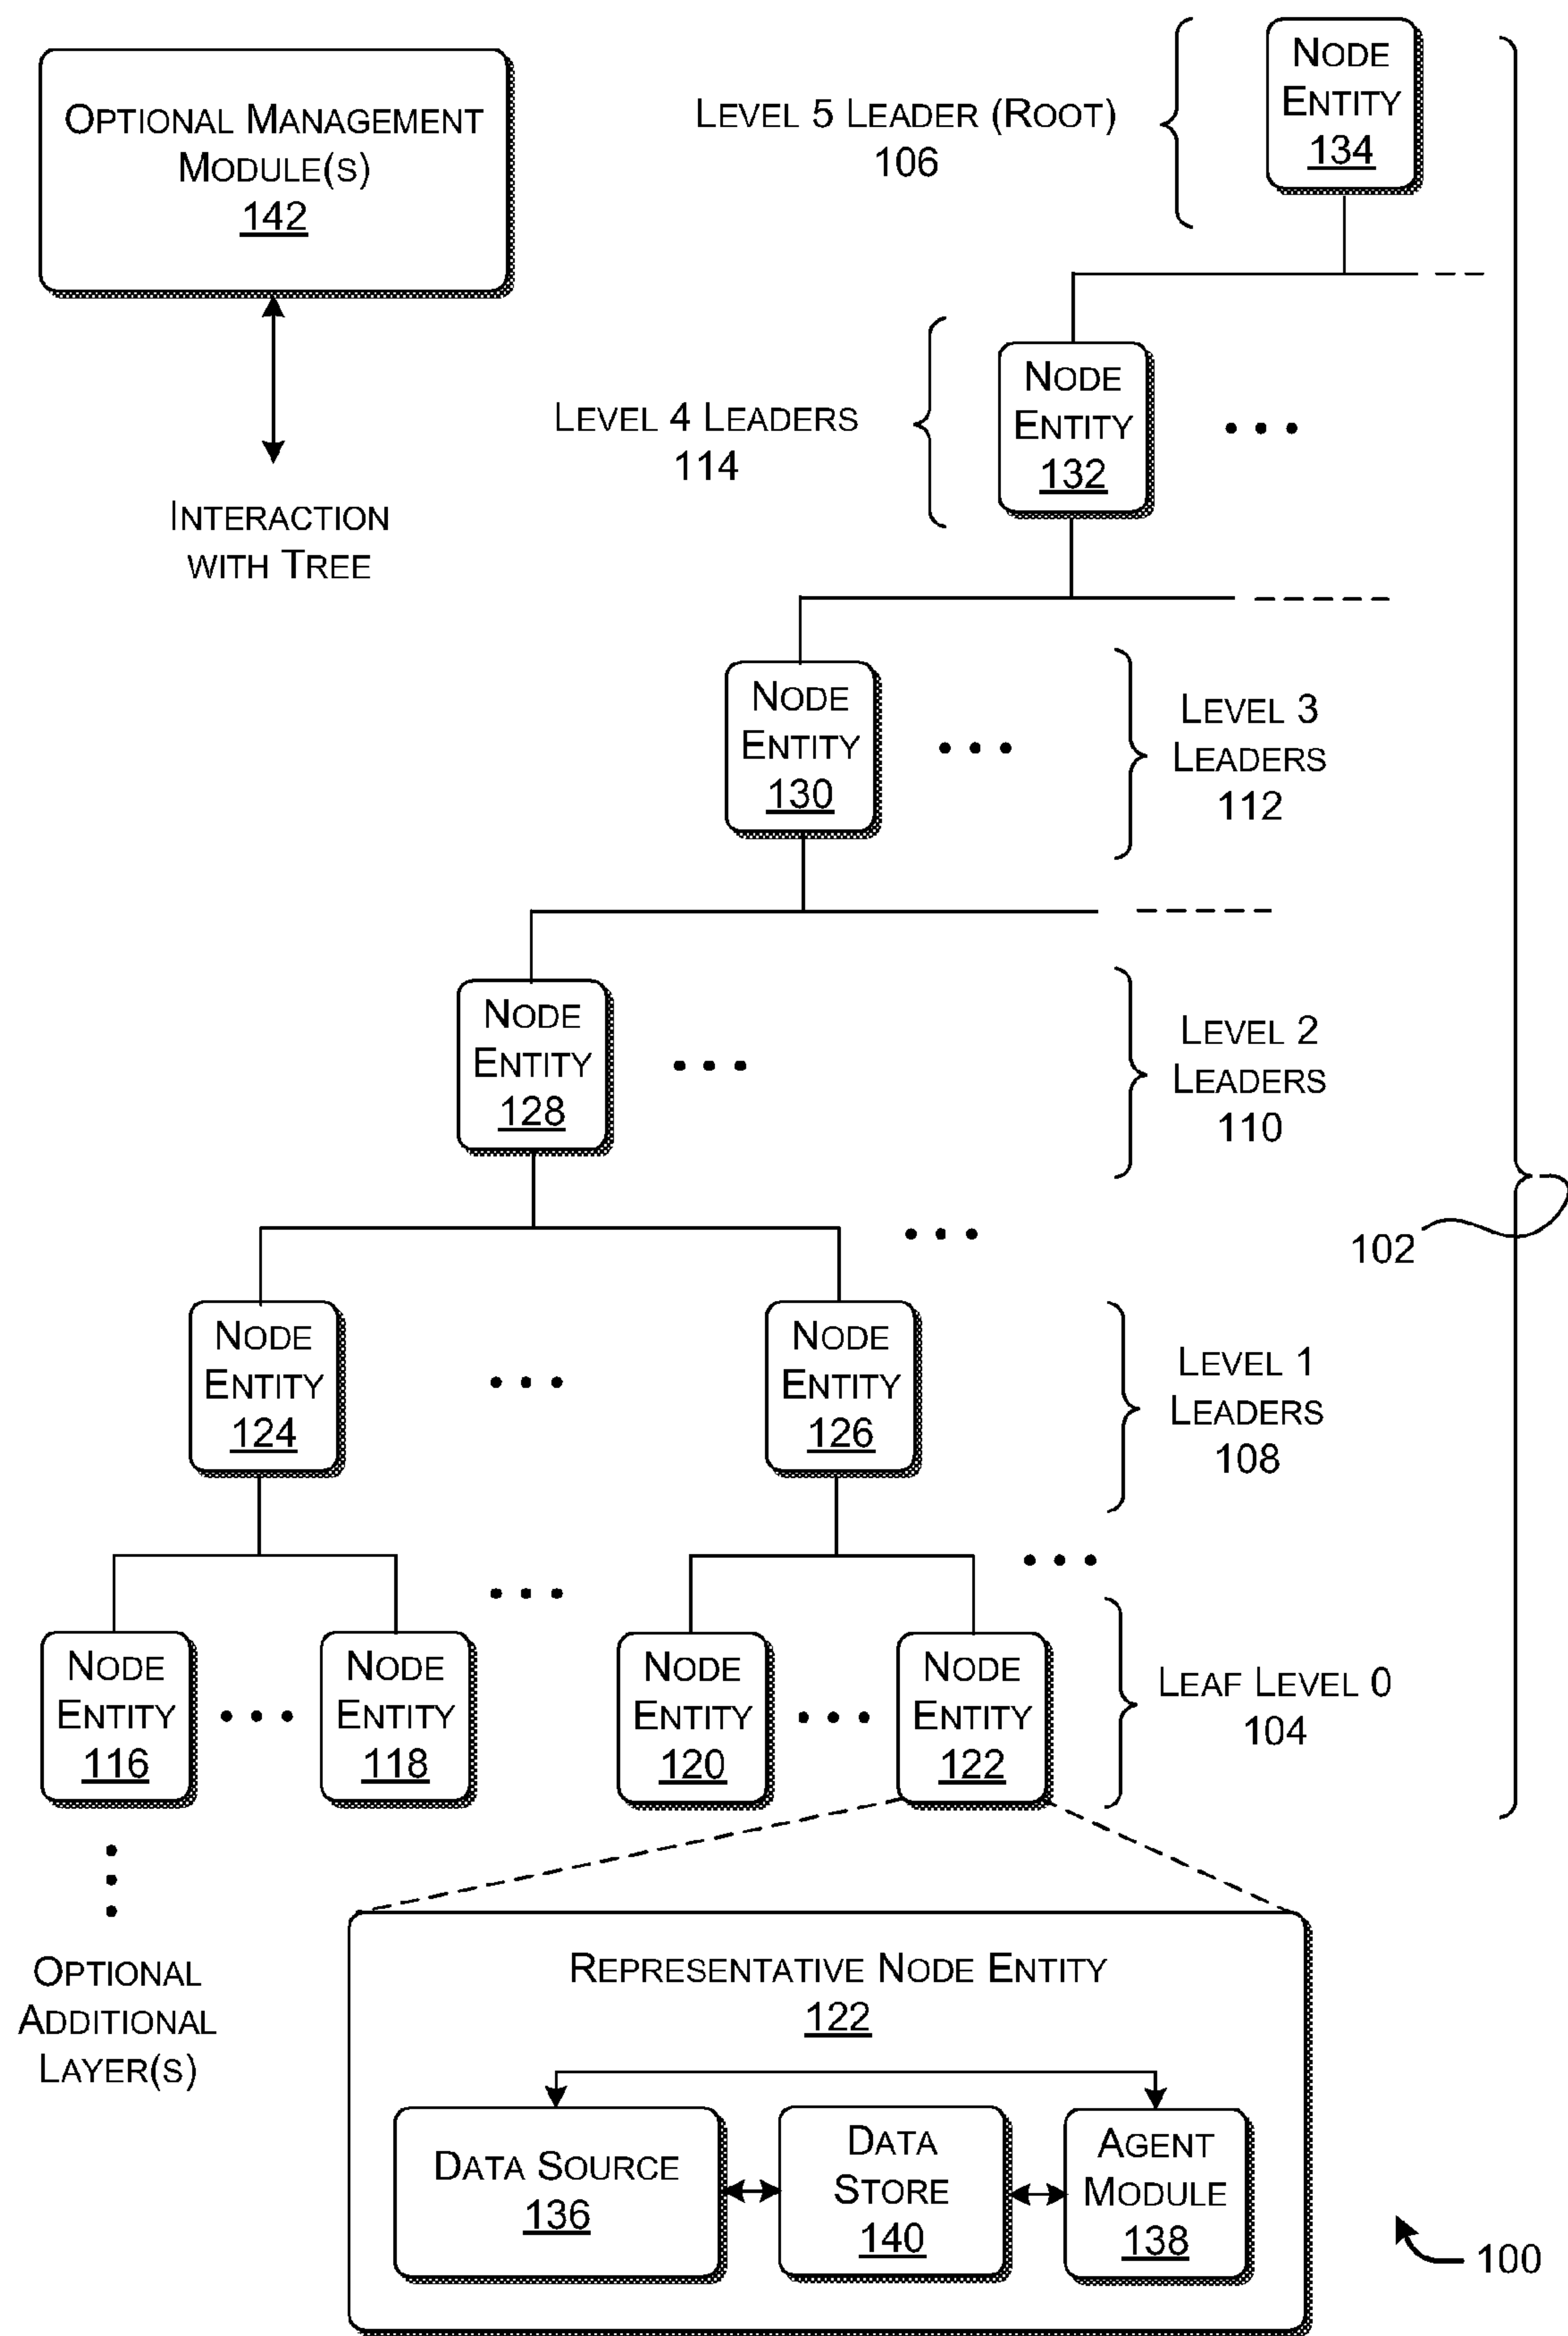 OPTIONAL MANAGEMENT
MODULE(S)
142
INTERACTION
WITH TREE
LEVEL 5 LEADER (ROOT)
106
NODE
ENTITY
134
LEVEL 4 LEADERS
114
NODE
ENTITY
132
NODE
ENTITY
130
LEVEL 3
LEADERS
112
NODE
ENTITY
128
LEVEL 2
LEADERS
110
102
NODE
ENTITY
124
NODE
ENTITY
126
LEVEL 1
LEADERS
108
NODE
ENTITY
116
NODE
ENTITY
118
NODE
ENTITY
120
NODE
ENTITY
122
LEAF LEVEL 0
104
OPTIONAL
ADDITIONAL
LAYER(S)
REPRESENTATIVE NODE ENTITY
122
DATA SOURCE
136
DATA
STORE
140
AGENT
MODULE
138
100